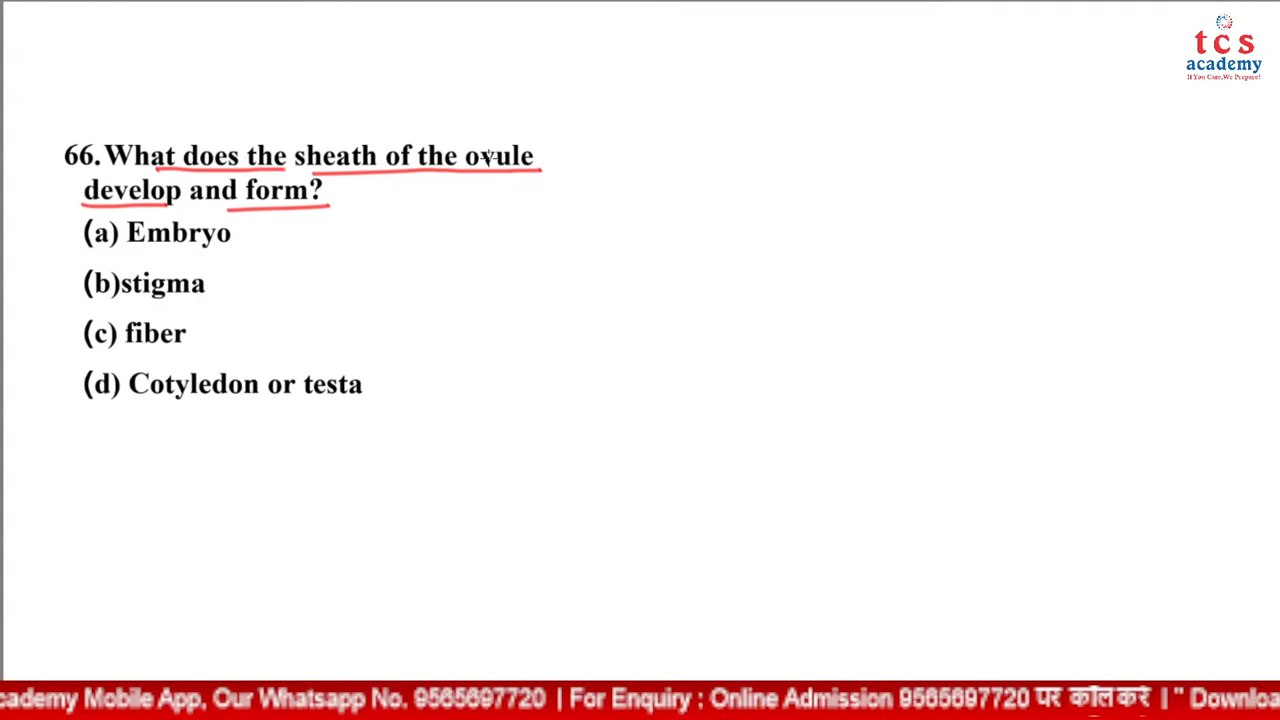 tcs
academy
If You Care,We Prepare!
66.What does the sheath of the ovule
develop and form?
(a) Embryo
(b)stigma
(c) fiber
(d) Cotyledon or testa
cademy Mobile App, Our Whatsapp No. 9565697720 | For Enquiry : Online Admission 9565697720 पर कॉल करें | " Downloa